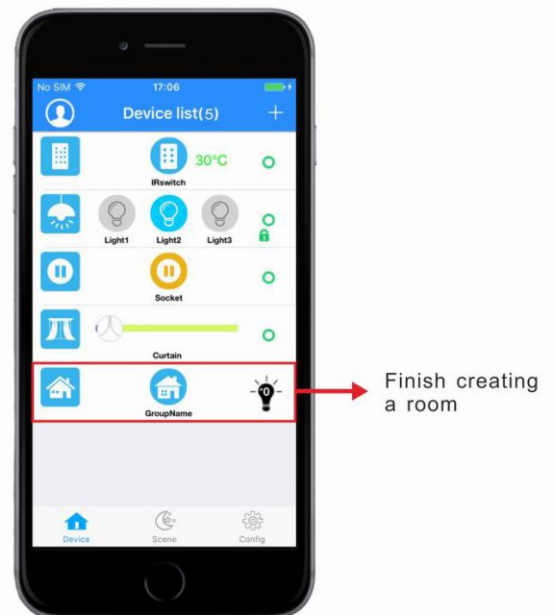 No SIM 17:06
Device list(5)
30°C
IRswitch
Light1 Light2 Light3
Socket
Curtain
0
GroupName
Finish creating
a room
Device Scene Config